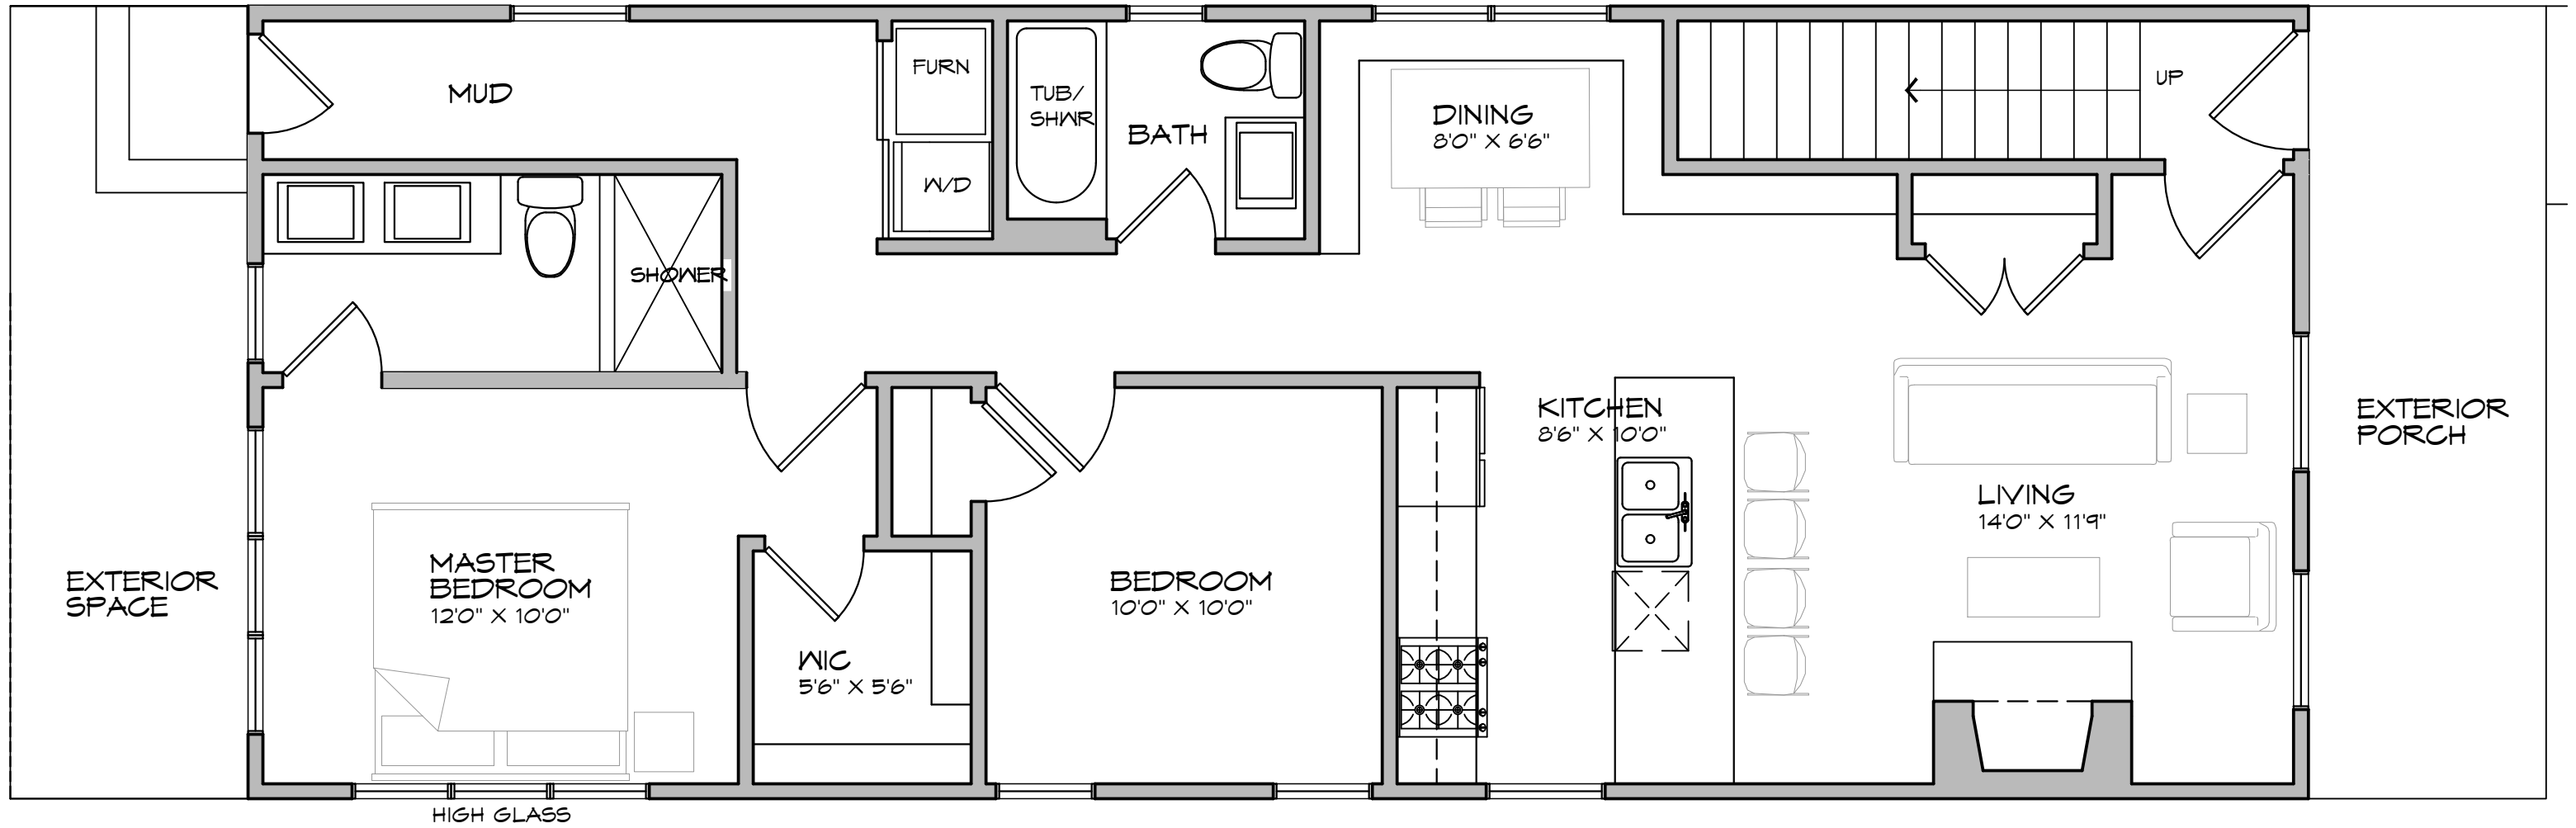 MUD
FURN
W/D
TUB/
SHWR
BATH
DINING
8'0" X 6'6"
UP
SHOWER
MASTER
BEDROOM
12'0" X 10'0"
EXTERIOR
SPACE
WIC
5'6" X 5'6"
BEDROOM
10'0" X 10'0"
KITCHEN
8'6" X 10'0"
LIVING
14'0" X 11'9"
EXTERIOR
PORCH
HIGH GLASS